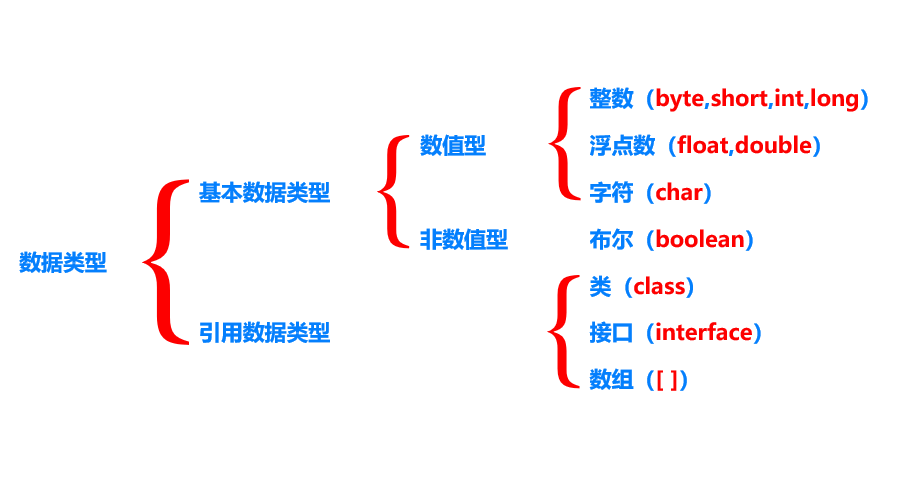 整数（byte,short,int,long）
数值型
浮点数（float,double）
基本数据类型
字符（char）
非数值型
布尔（boolean）
数据类型
类（class）
引用数据类型
接口（interface）
数组（[ ]）